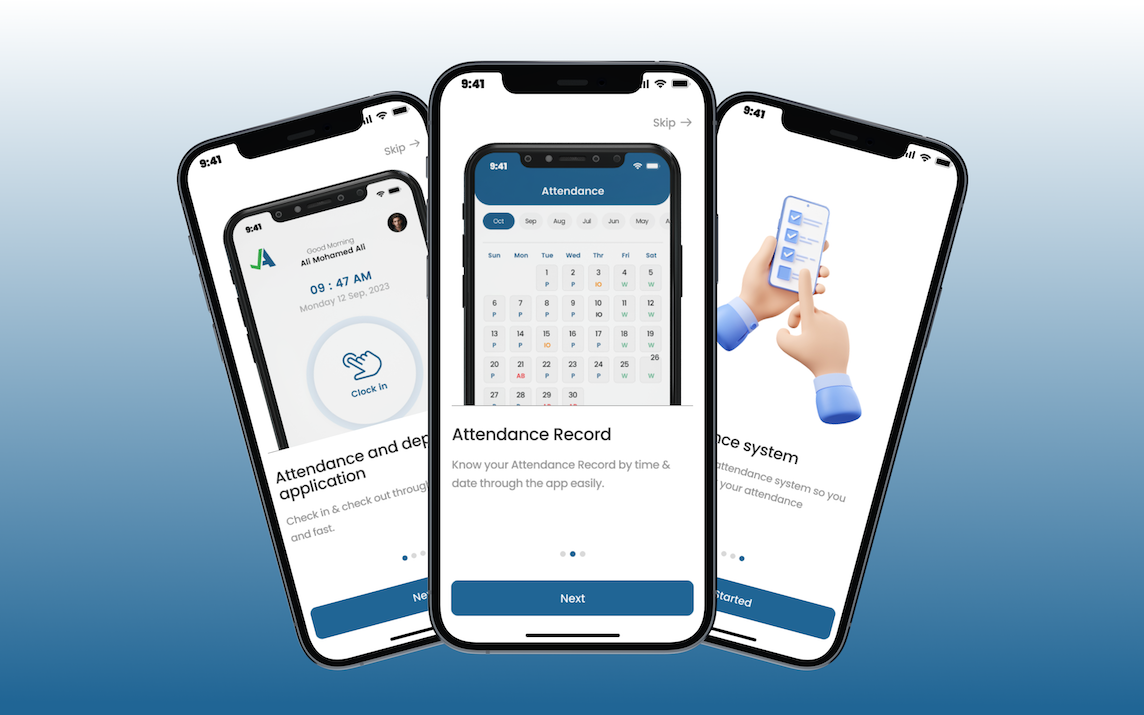 9:41
Skip →
9:41
Good Morning
Ali Mohamed Ali
09 : 47 AM
Monday 12 Sep, 2023
Clock in
Attendance and dep
application
Check in & check out through
and fast.
9:41
Skip →
9:41
Attendance
Oct Sep Aug Jul Jun May A
Sun Mon Tue Wed Thr Fri Sat
1 2 3 4 5
P P IO W W
6 7 8 9 10 11 12
P P P P IO W W
13 14 15 16 17 18 19
P P IO P P W W
20 21 22 23 24 25 26
P AB P P P W W
27 28 29 30
P P
Attendance Record
Know your Attendance Record by time &
date through the app easily.
Next
9:41
nce system
attendance system so you
your attendance
Started